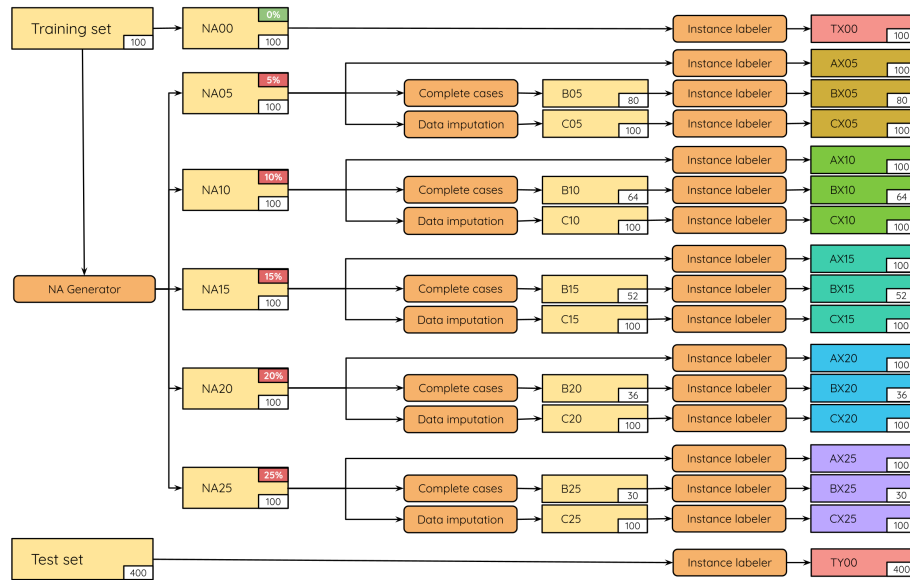 Training set
100
NA00
0%
100
Instance labeler
TX00
100
NA05
5%
100
Instance labeler
AX05
100
Complete cases
B05
80
Instance labeler
BX05
80
Data imputation
C05
100
Instance labeler
CX05
100
NA10
10%
100
Instance labeler
AX10
100
Complete cases
B10
64
Instance labeler
BX10
64
Data imputation
C10
100
Instance labeler
CX10
100
NA Generator
NA15
15%
100
Instance labeler
AX15
100
Complete cases
B15
52
Instance labeler
BX15
52
Data imputation
C15
100
Instance labeler
CX15
100
NA20
20%
100
Instance labeler
AX20
100
Complete cases
B20
36
Instance labeler
BX20
36
Data imputation
C20
100
Instance labeler
CX20
100
NA25
25%
100
Instance labeler
AX25
100
Complete cases
B25
30
Instance labeler
BX25
30
Data imputation
C25
100
Instance labeler
CX25
100
Test set
400
Instance labeler
TY00
400